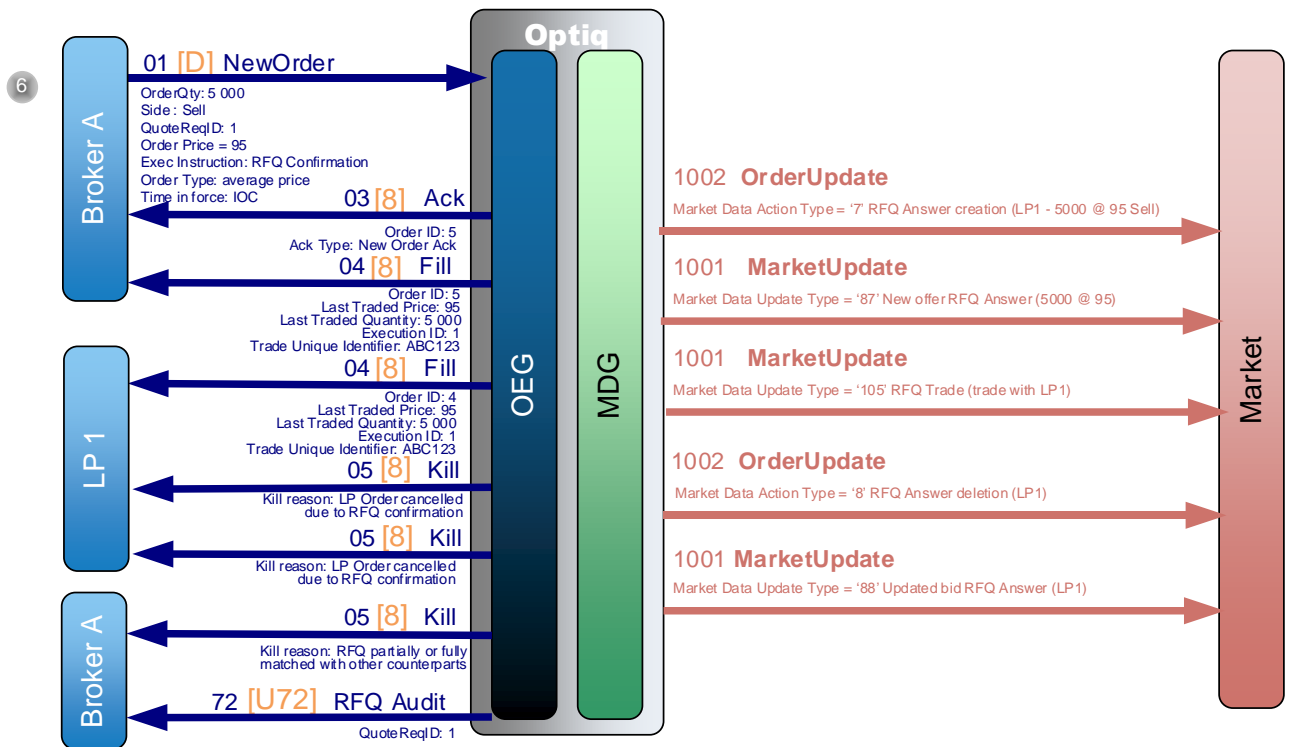 Optiq
6
Broker A
01 [D] NewOrder
OrderQty: 5 000
Side : Sell
QuoteReqID: 1
Order Price = 95
Exec Instruction: RFQ Confirmation
Order Type: average price
Time in force: IOC
03 [8] Ack
Order ID: 5
Ack Type: New Order Ack
04 [8] Fill
Order ID: 5
Last Traded Price: 95
Last Traded Quantity: 5 000
Execution ID: 1
Trade Unique Identifier: ABC123
LP 1
04 [8] Fill
Order ID: 4
Last Traded Price: 95
Last Traded Quantity: 5 000
Execution ID: 1
Trade Unique Identifier: ABC123
05 [8] Kill
Kill reason: LP Order cancelled
due to RFQ confirmation
05 [8] Kill
Kill reason: LP Order cancelled
due to RFQ confirmation
Broker A
05 [8] Kill
Kill reason: RFQ partially or fully
matched with other counterparts
72 [U72] RFQ Audit
QuoteReqID: 1
OEG
MDG
1002 OrderUpdate
Market Data Action Type = ‘7’ RFQ Answer creation (LP1 - 5000 @ 95 Sell)
1001 MarketUpdate
Market Data Update Type = ‘87’ New offer RFQ Answer (5000 @ 95)
1001 MarketUpdate
Market Data Update Type = ‘105’ RFQ Trade (trade with LP1)
1002 OrderUpdate
Market Data Action Type = ‘8’ RFQ Answer deletion (LP1)
1001 MarketUpdate
Market Data Update Type = ‘88’ Updated bid RFQ Answer (LP1)
Market